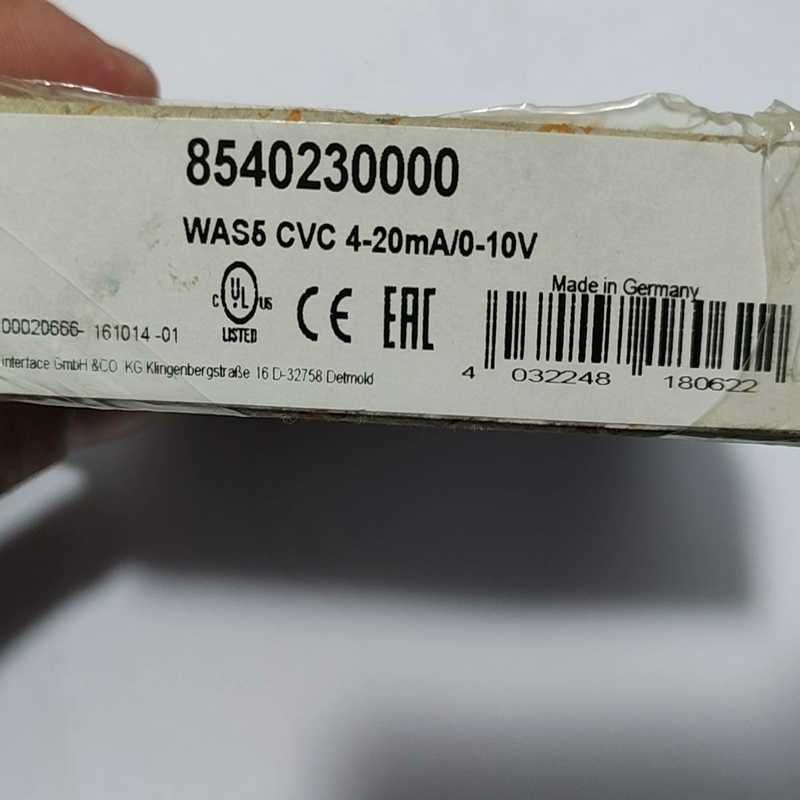 8540230000
WAS5 CVC 4-20mA/0-10V
c UL us
LISTED
CE
EAC
Made in Germany
00020666- 161014 -01
interface GmbH &CO. KG Klingenbergstraße 16 D-32758 Detmold
4 032248 180622